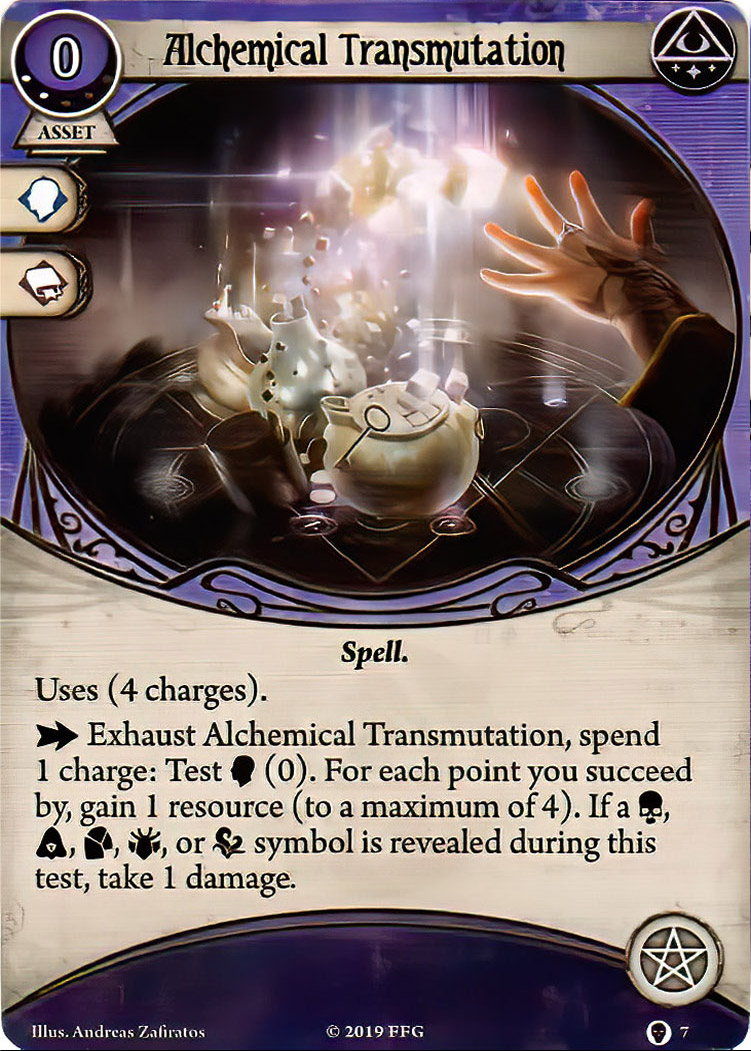 0
Alchemical Transmutation
ASSET
Spell.
Uses (4 charges).
Exhaust Alchemical Transmutation, spend
1 charge: Test (0). For each point you succeed
by, gain 1 resource (to a maximum of 4). If a ,
, , , or symbol is revealed during this
test, take 1 damage.
Illus. Andreas Zafiratos
© 2019 FFG
7